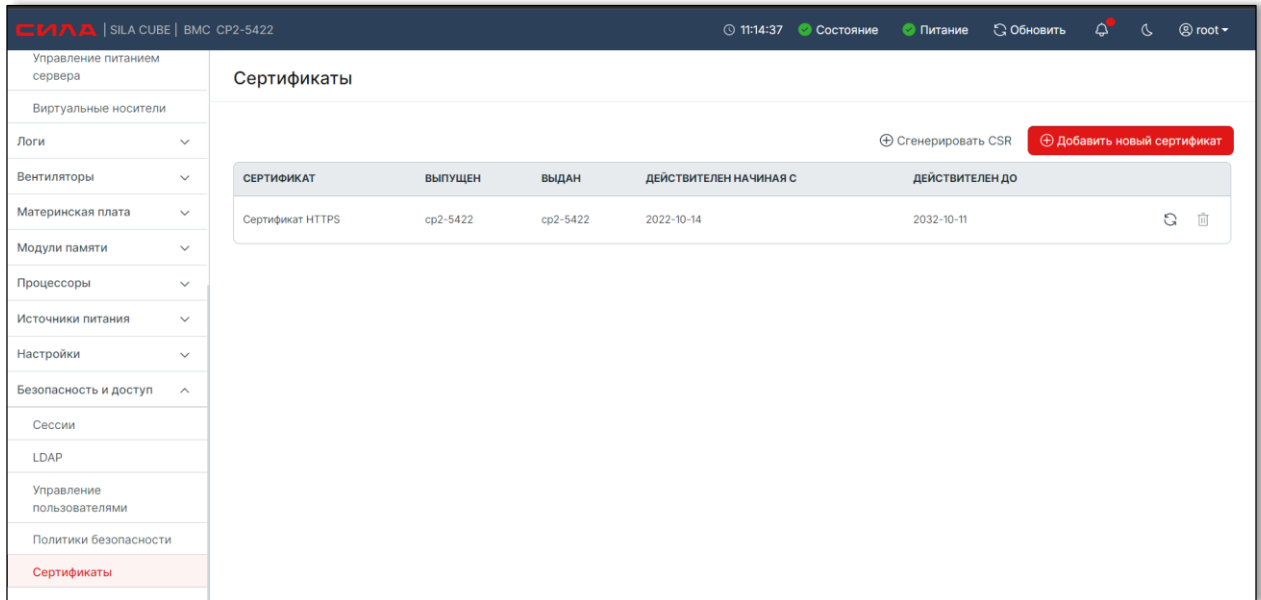 СИЛА | SILA CUBE | BMC CP2-5422 11:14:37 Состояние Питание Обновить root
Управление питанием
сервера
Виртуальные носители
Логи
Вентиляторы
Материнская плата
Модули памяти
Процессоры
Источники питания
Настройки
Безопасность и доступ
Сессии
LDAP
Управление
пользователями
Политики безопасности
Сертификаты
Сертификаты
Сгенерировать CSR Добавить новый сертификат
СЕРТИФИКАТ ВЫПУЩЕН ВЫДАН ДЕЙСТВИТЕЛЕН НАЧИНАЯ С ДЕЙСТВИТЕЛЕН ДО
Сертификат HTTPS cp2-5422 cp2-5422 2022-10-14 2032-10-11